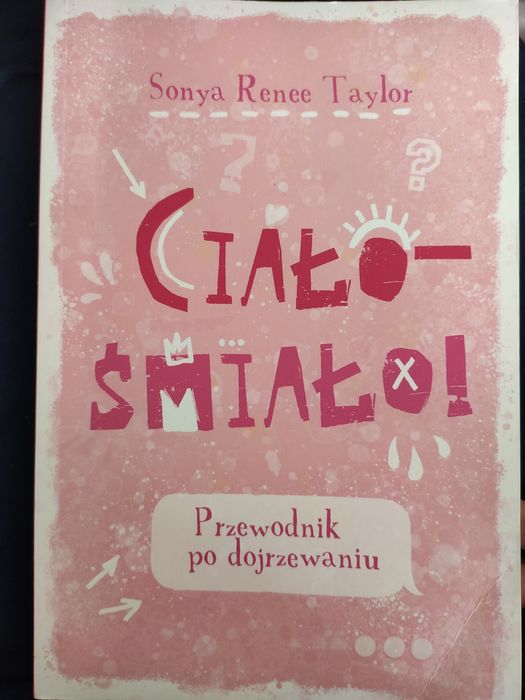 Sonya Renee Taylor
? ?
CIAŁO-
ŚMIAŁO!
Przewodnik
po dojrzewaniu